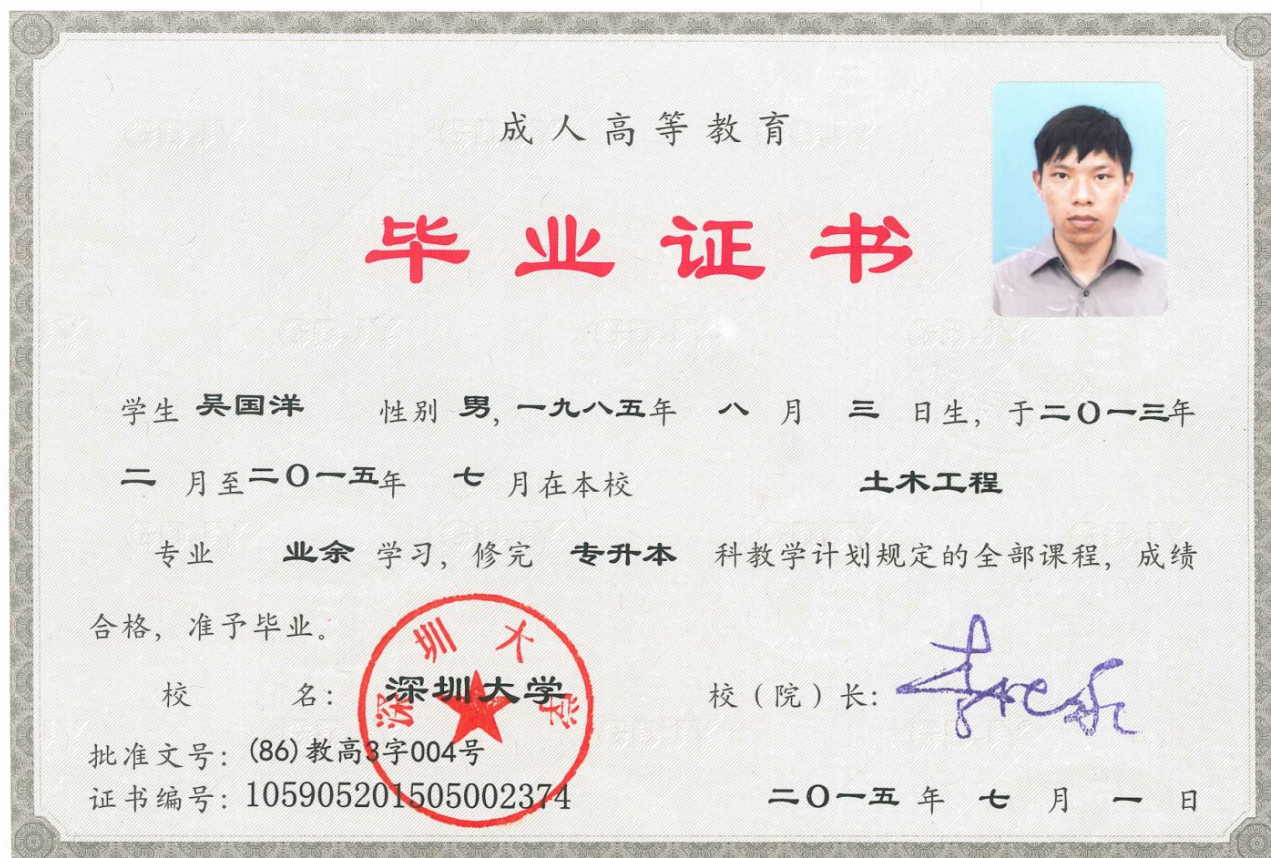 成人高等教育
毕业证书
学生 吴国洋 性别 男, 一九八五年 八 月 三 日生, 于二〇一三年
二 月至二〇一五年 七 月在本校 土木工程
专业 业余 学习, 修完 专升本 科教学计划规定的全部课程, 成绩
合格, 准予毕业。
校 名: 深圳大学 校(院)长:
深圳大学
批准文号: (86)教高3字004号
证书编号: 105905201505002374 二〇一五 年 七 月 一 日
GDJY